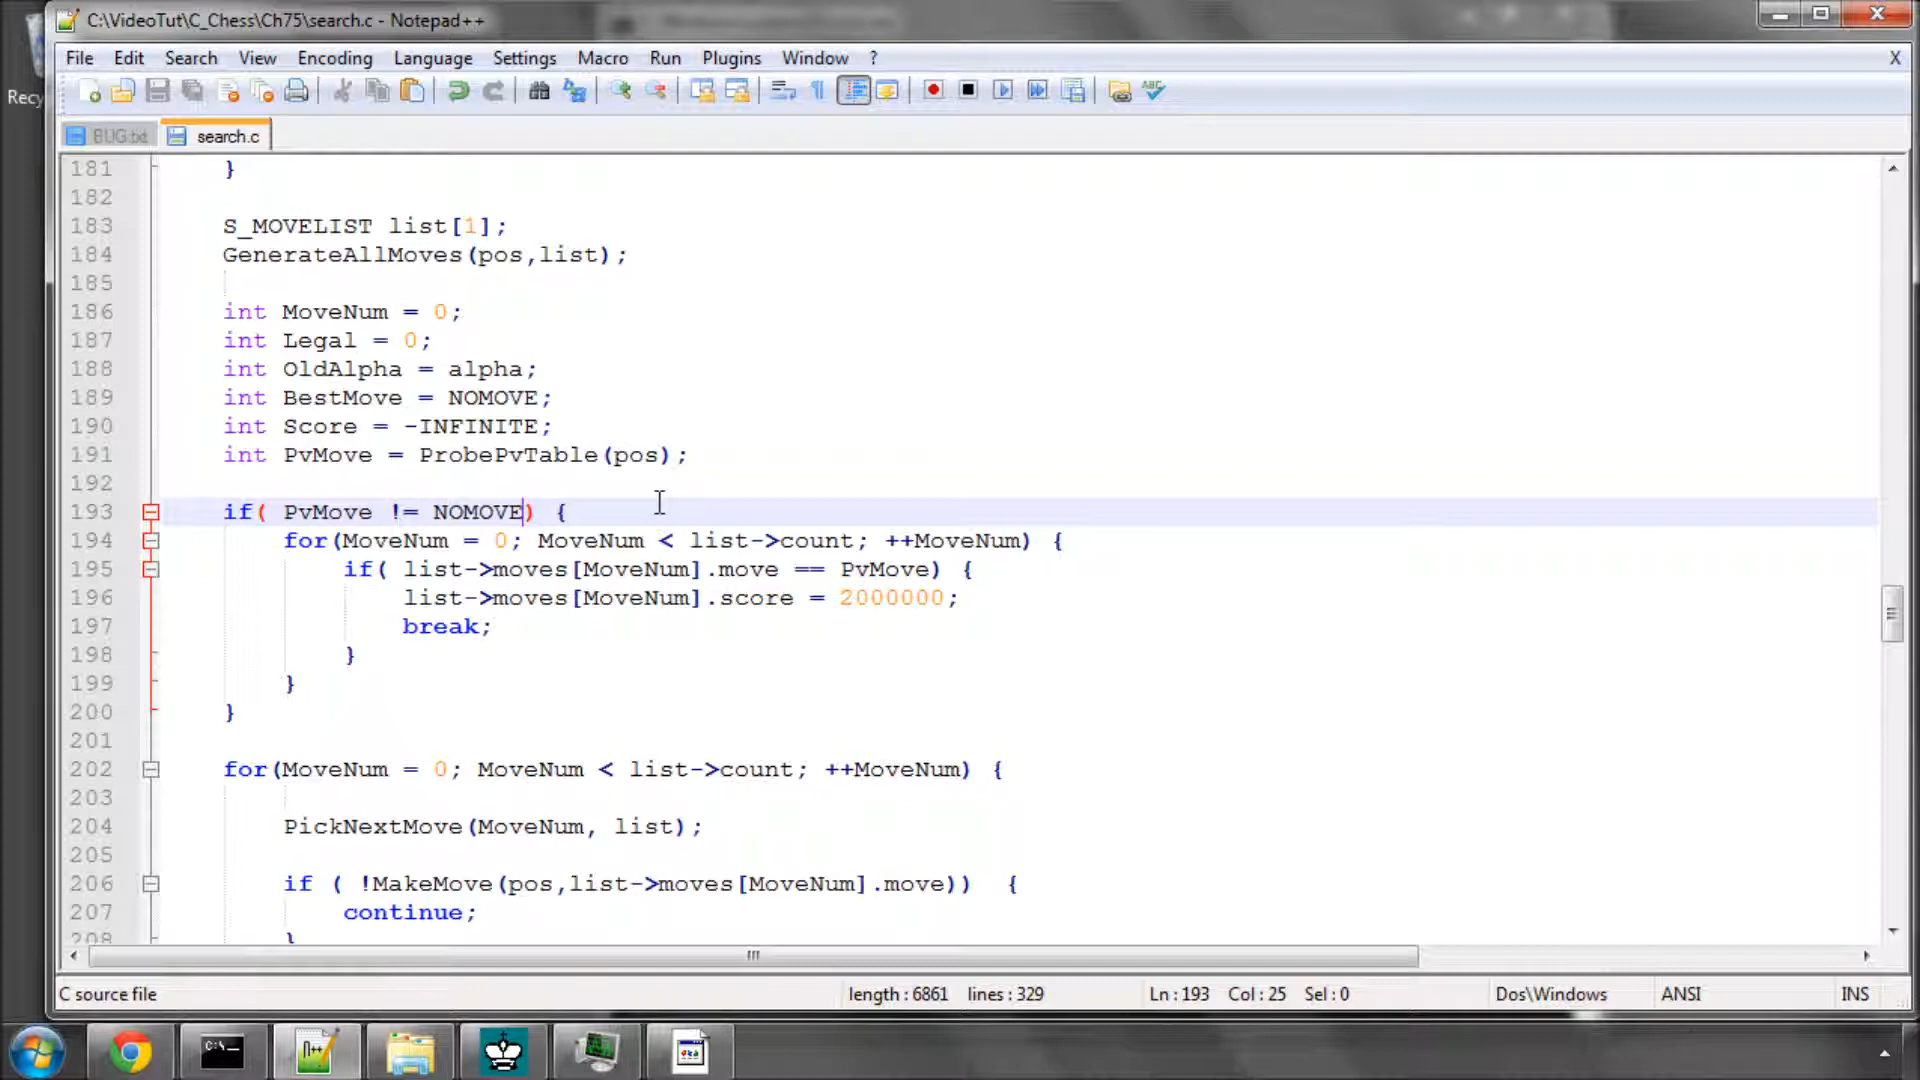 C:\VideoTut\C_Chess\Ch75\search.c - Notepad++
File Edit Search View Encoding Language Settings Macro Run Plugins Window ? X
Recy
BUG.txt search.c
181 }
182
183 S_MOVELIST list[1];
184 GenerateAllMoves(pos,list);
185
186 int MoveNum = 0;
187 int Legal = 0;
188 int OldAlpha = alpha;
189 int BestMove = NOMOVE;
190 int Score = -INFINITE;
191 int PvMove = ProbePvTable(pos);
192
193 if( PvMove != NOMOVE) {
194 for(MoveNum = 0; MoveNum < list->count; ++MoveNum) {
195 if( list->moves[MoveNum].move == PvMove) {
196 list->moves[MoveNum].score = 2000000;
197 break;
198 }
199 }
200 }
201
202 for(MoveNum = 0; MoveNum < list->count; ++MoveNum) {
203
204 PickNextMove(MoveNum, list);
205
206 if ( !MakeMove(pos,list->moves[MoveNum].move)) {
207 continue;
208 }
C source file length : 6861 lines : 329 Ln : 193 Col : 25 Sel : 0 Dos\Windows ANSI INS
C:\